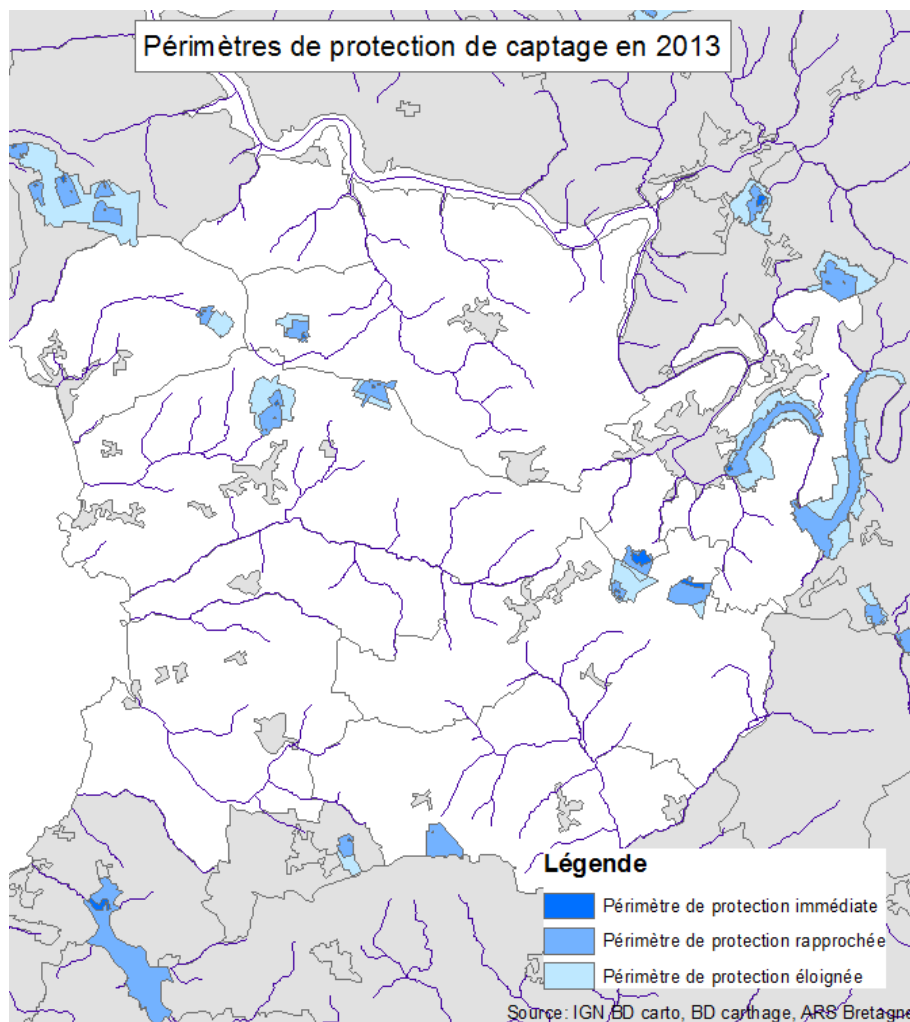 Périmètres de protection de captage en 2013
Légende
Périmètre de protection immédiate
Périmètre de protection rapprochée
Périmètre de protection éloignée
Source: IGN BD carto, BD carthage, ARS Bretagne